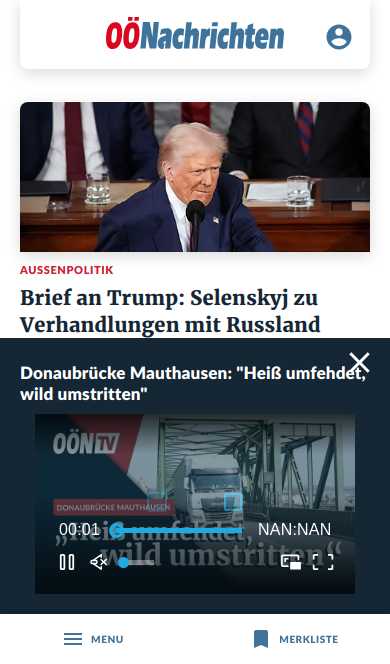 OÖNachrichten
AUSSENPOLITIK
Brief an Trump: Selenskyj zu
Verhandlungen mit Russland
Donaubrücke Mauthausen: "Heiß umfehdet,
wild umstritten"
OÖN TV
DONAUBRÜCKE MAUTHAUSEN
„Heiß umfehdet,
wild umstritten“
00:01
NAN:NAN
MENU
MERKLISTE